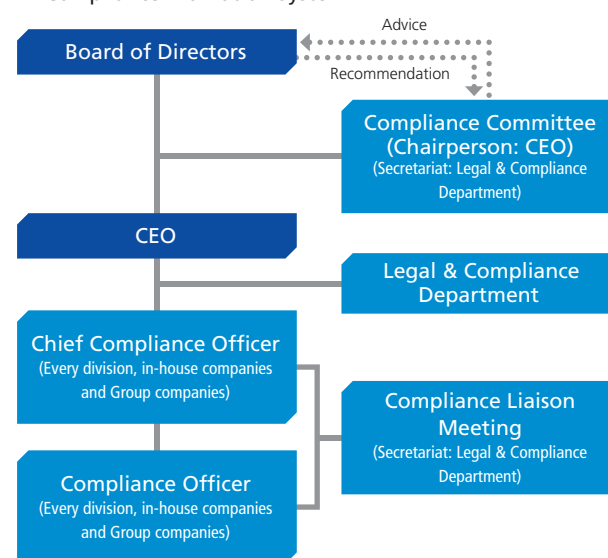 Advice
Board of Directors
Recommendation
Compliance Committee
(Chairperson: CEO)
(Secretariat: Legal & Compliance
Department)
CEO
Legal & Compliance
Department
Chief Compliance Officer
(Every division, in-house companies
and Group companies)
Compliance Liaison
Meeting
(Secretariat: Legal & Compliance
Department)
Compliance Officer
(Every division, in-house companies
and Group companies)